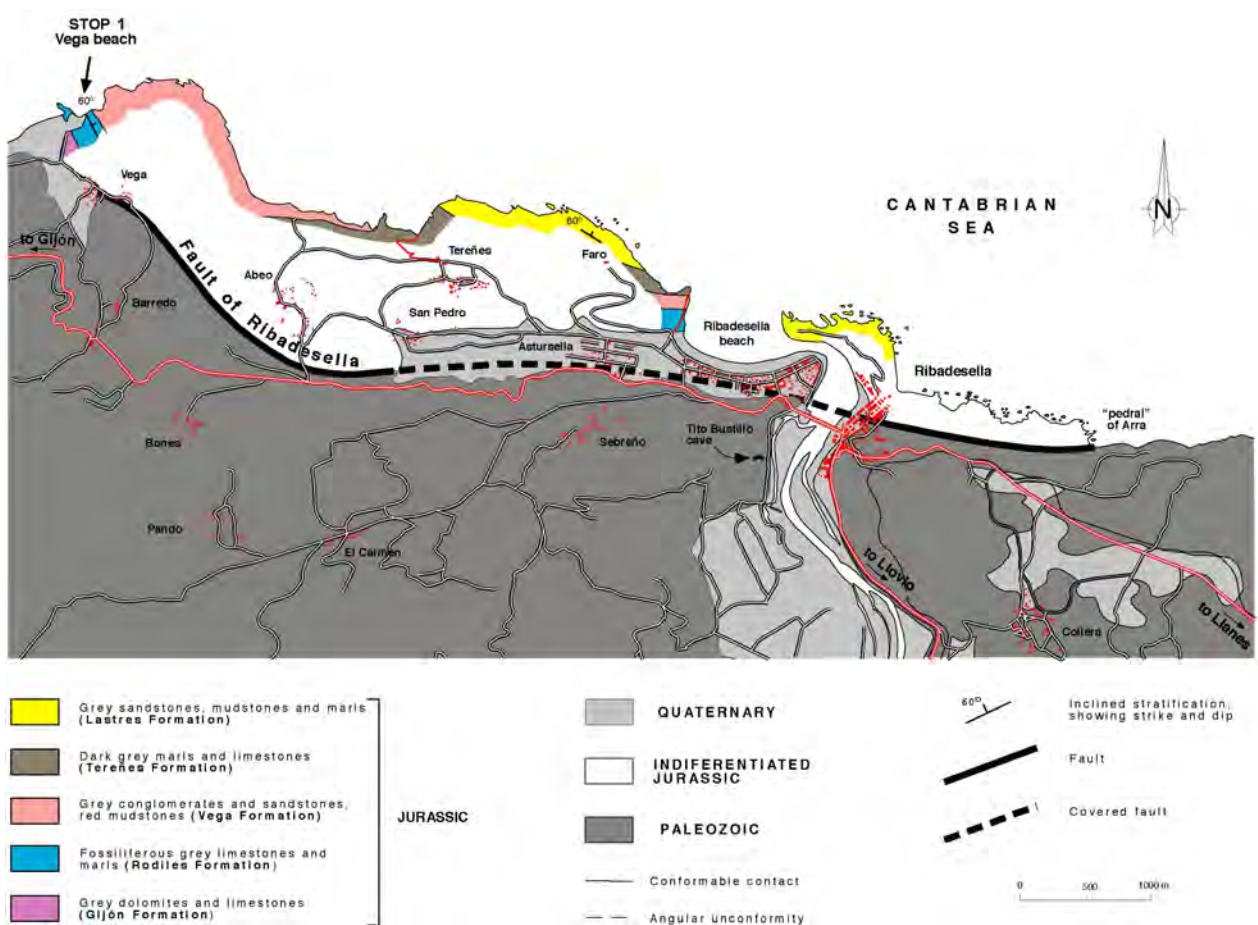 STOP 1
Vega beach
60º
Vega
to Gijón
Barredo
Fault of Ribadesella
Abeo
Tereñes
San Pedro
60º
Faro
CANTABRIAN
SEA
N
Ribadesella
beach
Astursella
Ribadesella
"pedral"
of Arra
Bones
Sebreño
Tito Bustillo
cave
Pando
El Carmen
to Llovio
Collera
to Llanes
Grey sandstones, mudstones and marls
(Lastres Formation)
Dark grey marls and limestones
(Tereñes Formation)
Grey conglomerates and sandstones,
red mudstones (Vega Formation)
Fossiliferous grey limestones and
marls (Rodiles Formation)
Grey dolomites and limestones
(Gijón Formation)
JURASSIC
QUATERNARY
INDIFERENTIATED
JURASSIC
PALEOZOIC
Conformable contact
Angular unconformity
60º
Inclined stratification,
showing strike and dip
Fault
Covered fault
0 500 1000 m